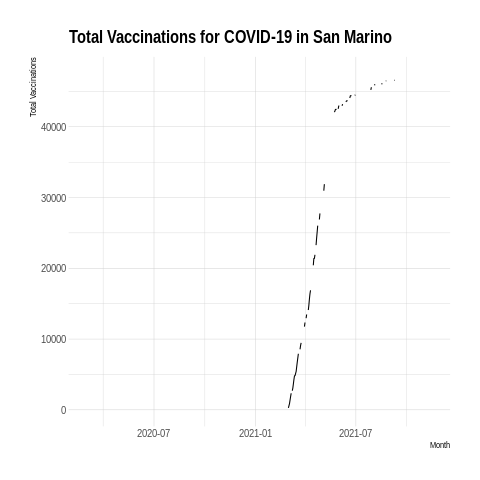 Total Vaccinations for COVID-19 in San Marino
Total Vaccinations
40000
30000
20000
10000
0
2020-07 2021-01 2021-07
Month